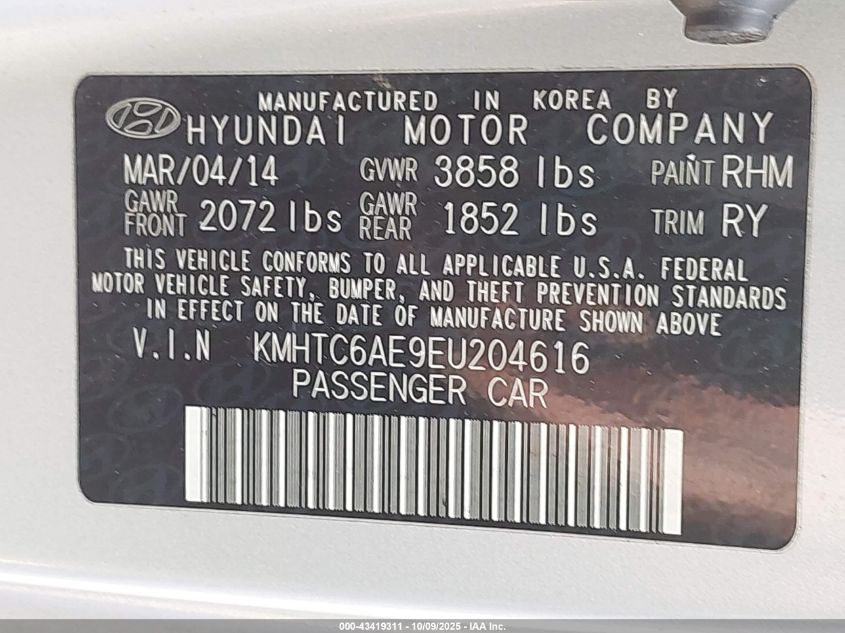 MANUFACTURED IN KOREA BY
HYUNDAI MOTOR COMPANY
MAR/04/14 GVWR 3858 lbs PAINT RHM
GAWR FRONT 2072 lbs GAWR REAR 1852 lbs TRIM RY
THIS VEHICLE CONFORMS TO ALL APPLICABLE U.S.A. FEDERAL
MOTOR VEHICLE SAFETY, BUMPER, AND THEFT PREVENTION STANDARDS
IN EFFECT ON THE DATE OF MANUFACTURE SHOWN ABOVE
V.I.N KMHTC6AE9EU204616
PASSENGER CAR
000-43419311 - 10/09/2025 - IAA Inc.